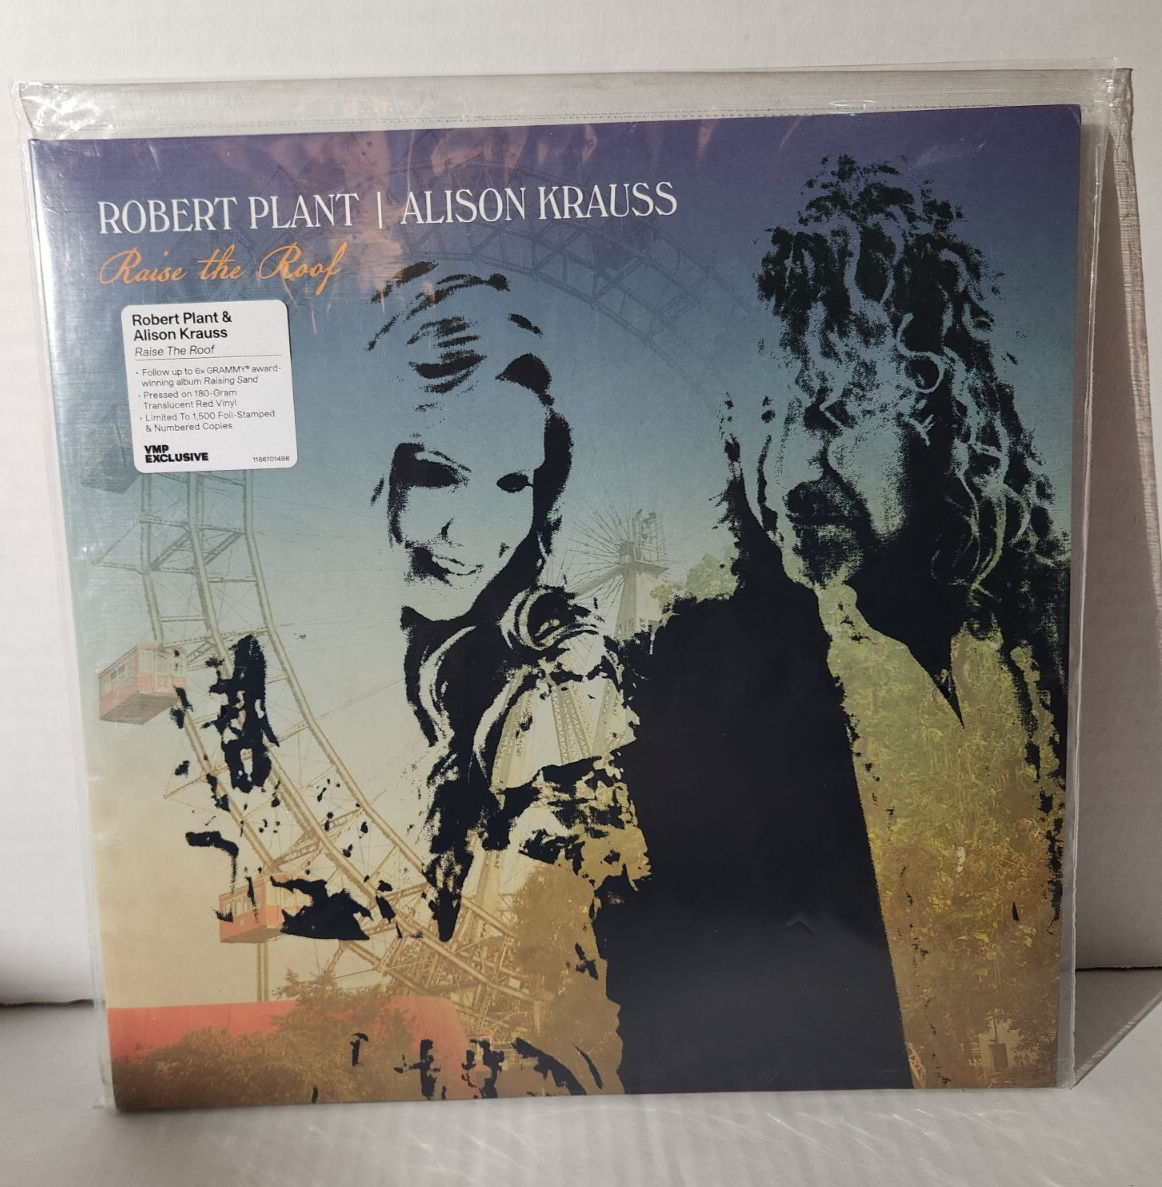 ROBERT PLANT | ALISON KRAUSS
Raise the Roof
Robert Plant &
Alison Krauss
Raise The Roof
• Follow up to 6x GRAMMY® award-
winning album Raising Sand
• Pressed on 180-Gram
Translucent Red Vinyl
• Limited To 1,500 Foil-Stamped
& Numbered Copies
VMP
EXCLUSIVE
1166101496